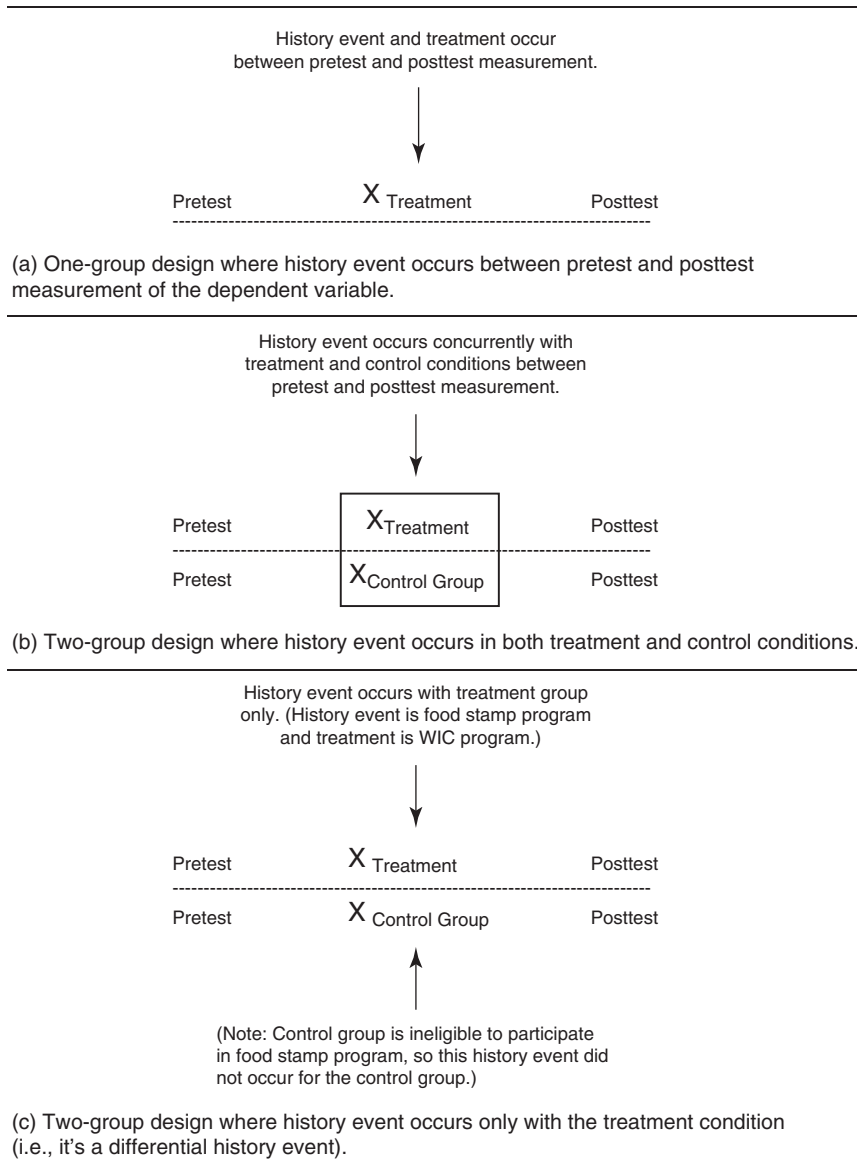 History event and treatment occur
between pretest and posttest measurement.
Pretest X Treatment Posttest
(a) One-group design where history event occurs between pretest and posttest
measurement of the dependent variable.
History event occurs concurrently with
treatment and control conditions between
pretest and posttest measurement.
Pretest XTreatment Posttest
Pretest XControl Group Posttest
(b) Two-group design where history event occurs in both treatment and control conditions.
History event occurs with treatment group
only. (History event is food stamp program
and treatment is WIC program.)
Pretest X Treatment Posttest
Pretest X Control Group Posttest
(Note: Control group is ineligible to participate
in food stamp program, so this history event did
not occur for the control group.)
(c) Two-group design where history event occurs only with the treatment condition
(i.e., it's a differential history event).